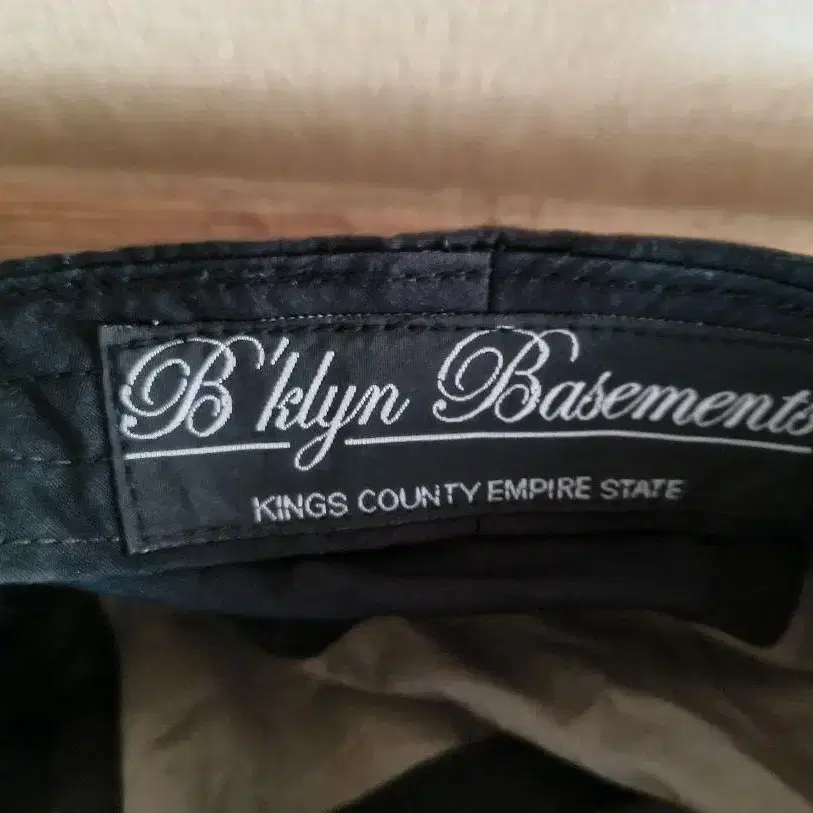 B'klyn Basements
KINGS COUNTY EMPIRE STATE